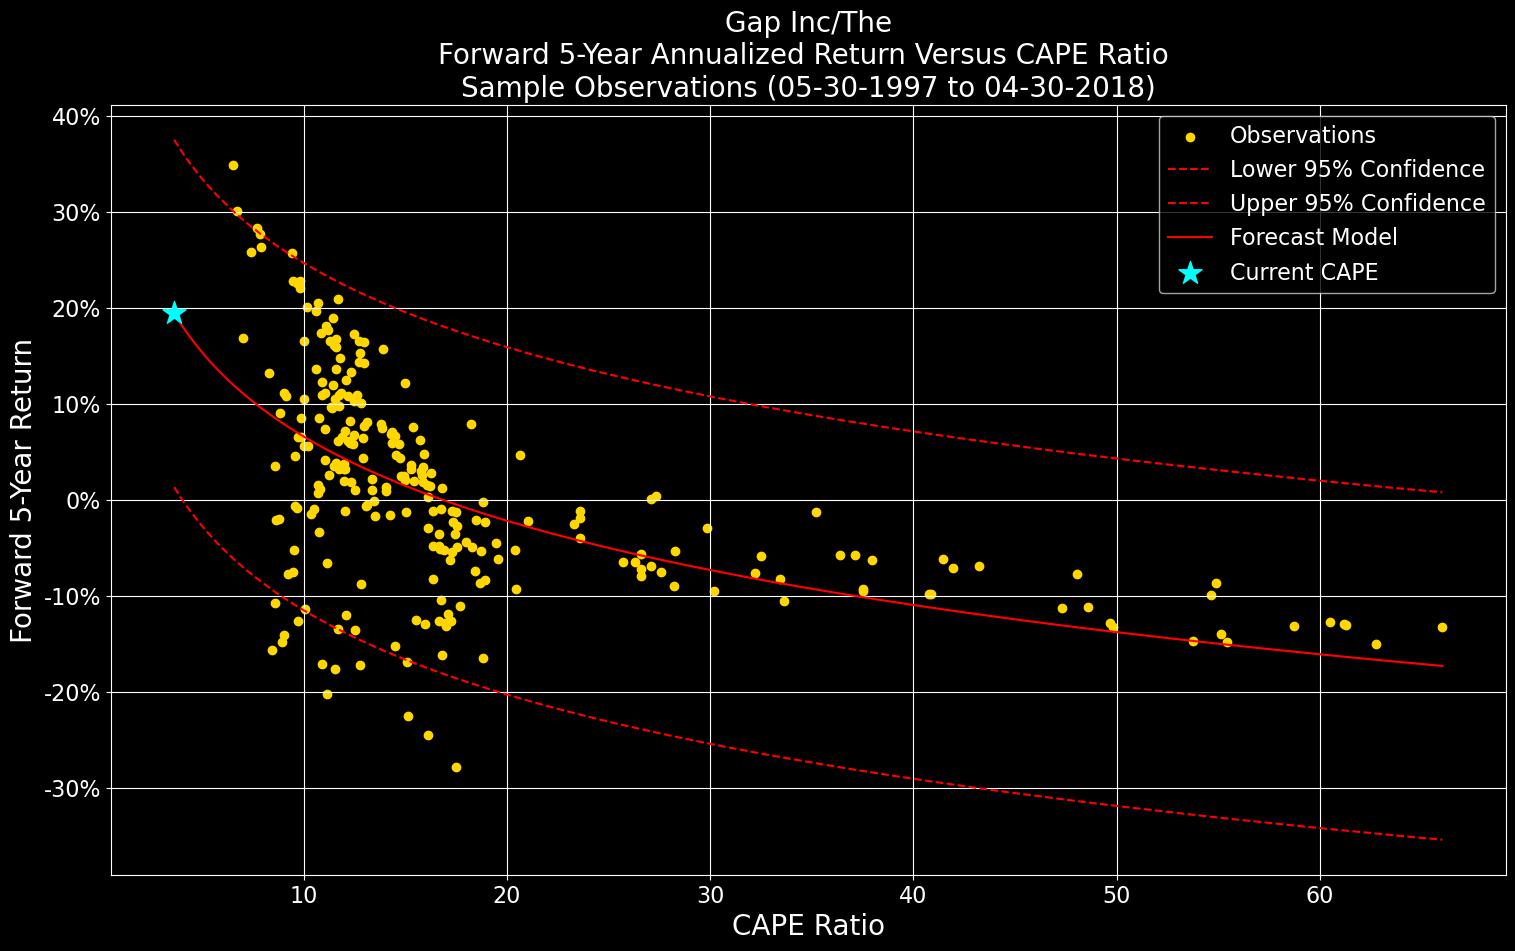 Gap Inc/The
Forward 5-Year Annualized Return Versus CAPE Ratio
Sample Observations (05-30-1997 to 04-30-2018)
Observations
Lower 95% Confidence
Upper 95% Confidence
Forecast Model
Current CAPE
Forward 5-Year Return
40%
30%
20%
10%
0%
-10%
-20%
-30%
10 20 30 40 50 60
CAPE Ratio